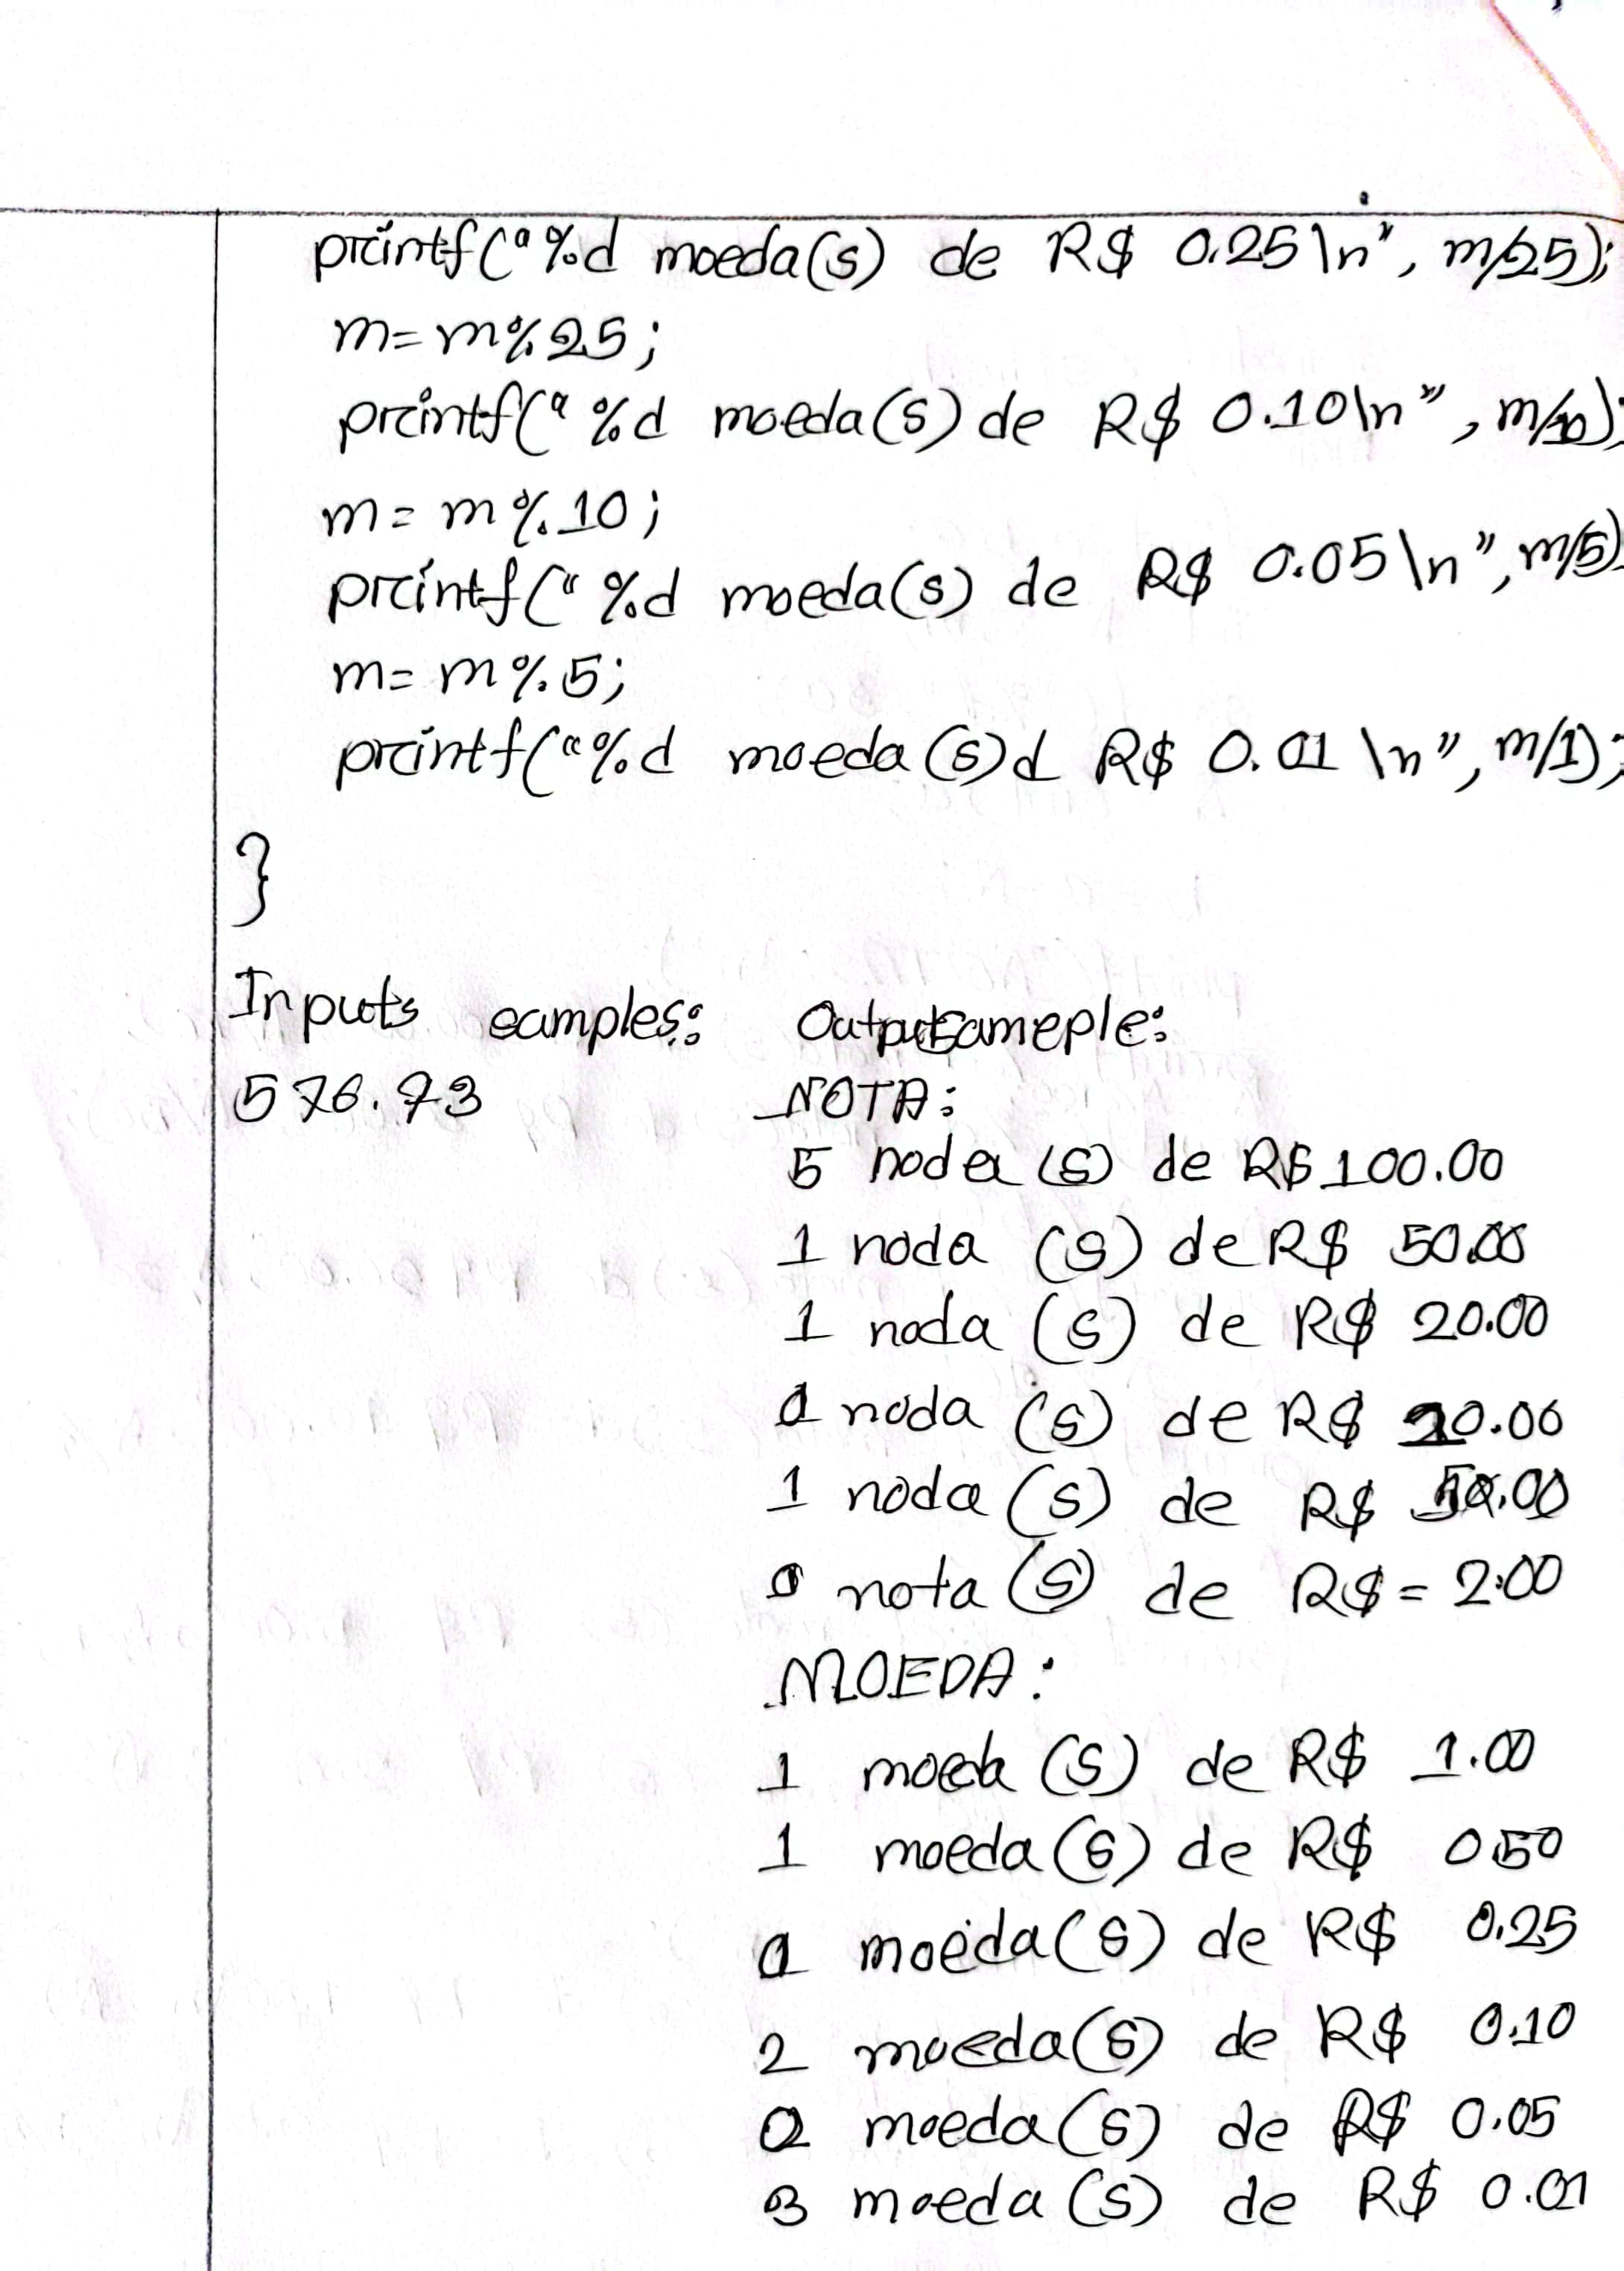 printf("%d moeda(s) de R$ 0.25\n", m/25);
m=m%25;
printf("%d moeda(s) de R$ 0.10\n", m/10);
m=m%10;
printf("%d moeda(s) de R$ 0.05\n", m/5)
m=m%5;
printf("%d moeda(s)d R$ 0.01 \n", m/1);
}
Inputs samples: Output sameple:
576.73 NOTA:
5 noda (s) de R$ 100.00
1 noda (s) de R$ 50.00
1 noda (s) de R$ 20.00
0 noda (s) de R$ 10.00
1 noda (s) de R$
0 nota (s) de R$ = 2.00
MOEDA:
1 moeda (s) de R$ 1.00
1 moeda (s) de R$ 0.50
0 moeda (s) de R$ 0.25
2 moeda (s) de R$ 0.10
0 moeda (s) de R$ 0.05
3 moeda (s) de R$ 0.01